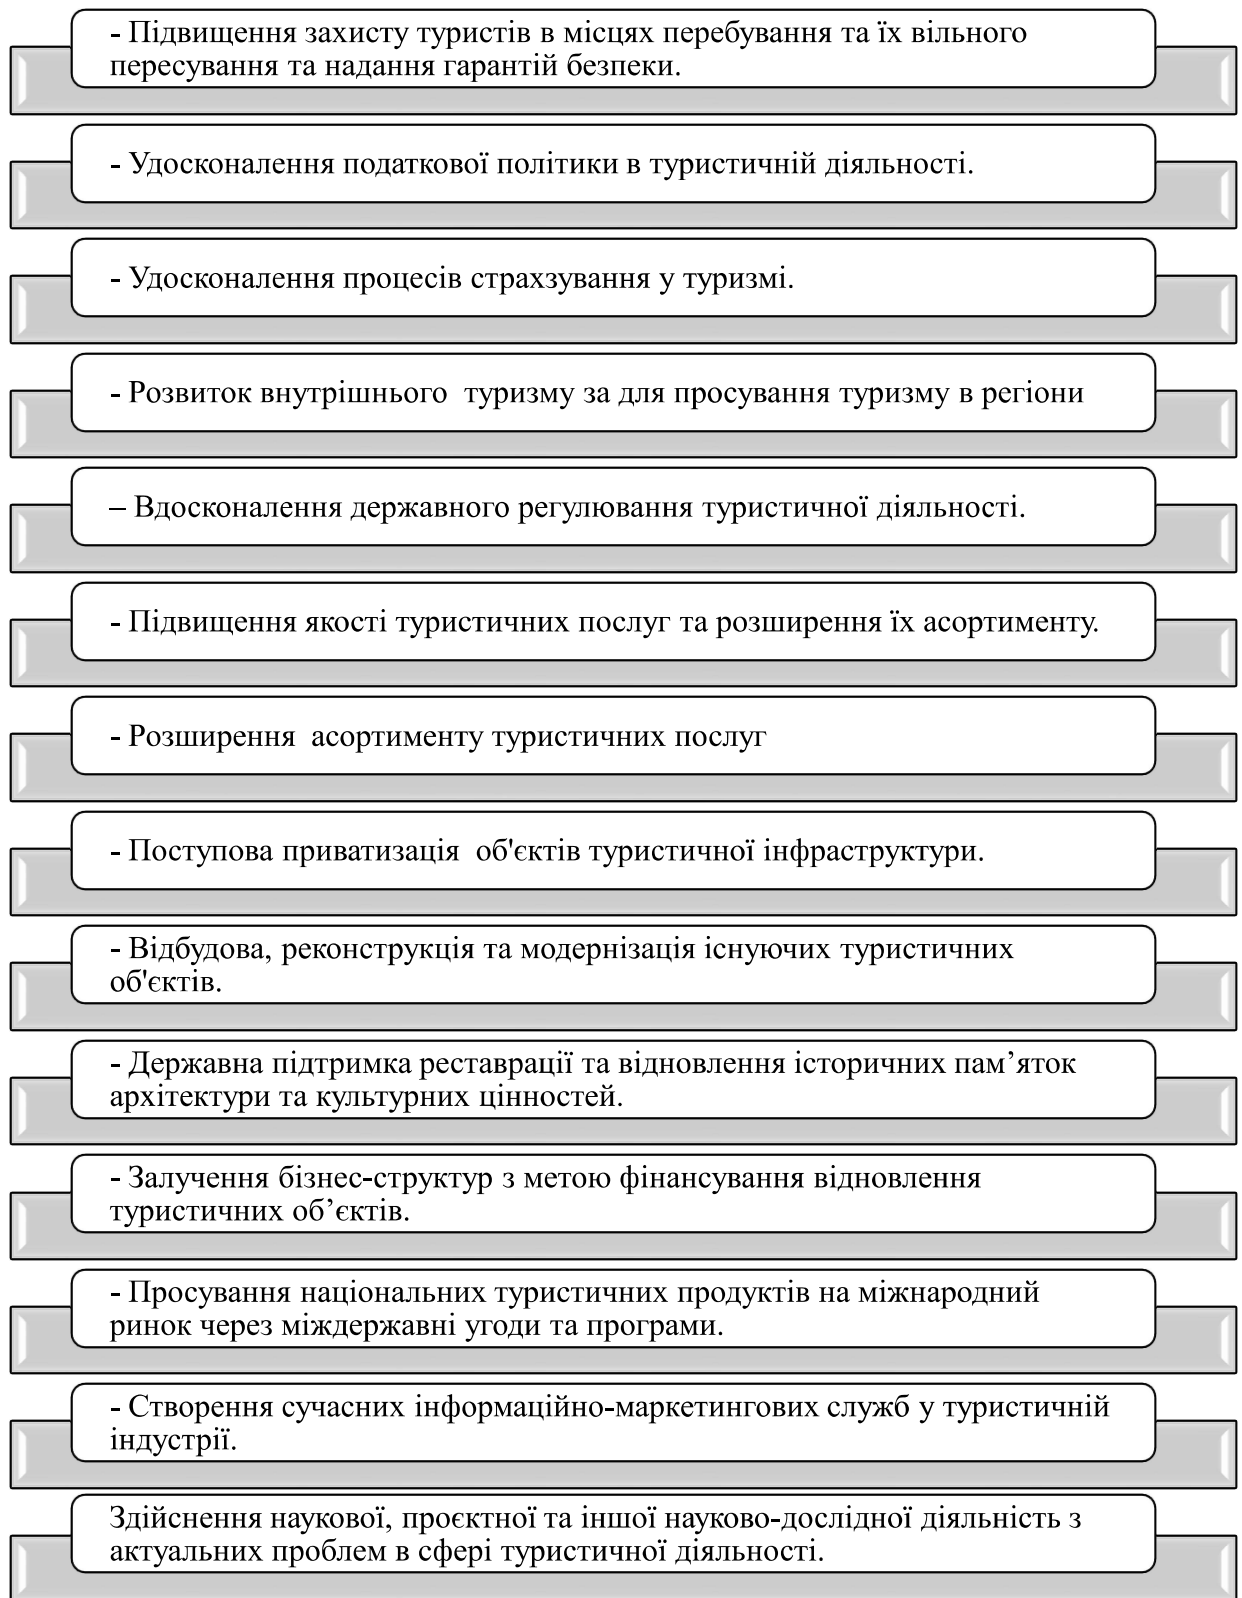 - Підвищення захисту туристів в місцях перебування та їх вільного
пересування та надання гарантій безпеки.
- Удосконалення податкової політики в туристичній діяльності.
- Удосконалення процесів страхзування у туризмі.
- Розвиток внутрішнього  туризму за для просування туризму в регіони
– Вдосконалення державного регулювання туристичної діяльності.
- Підвищення якості туристичних послуг та розширення їх асортименту.
- Розширення  асортименту туристичних послуг
- Поступова приватизація  об'єктів туристичної інфраструктури.
- Відбудова, реконструкція та модернізація існуючих туристичних
об'єктів.
- Державна підтримка реставрації та відновлення історичних пам’яток
архітектури та культурних цінностей.
- Залучення бізнес-структур з метою фінансування відновлення
туристичних об’єктів.
- Просування національних туристичних продуктів на міжнародний
ринок через міждержавні угоди та програми.
- Створення сучасних інформаційно-маркетингових служб у туристичній
індустрії.
Здійснення наукової, проєктної та іншої науково-дослідної діяльність з
актуальних проблем в сфері туристичної діяльності.